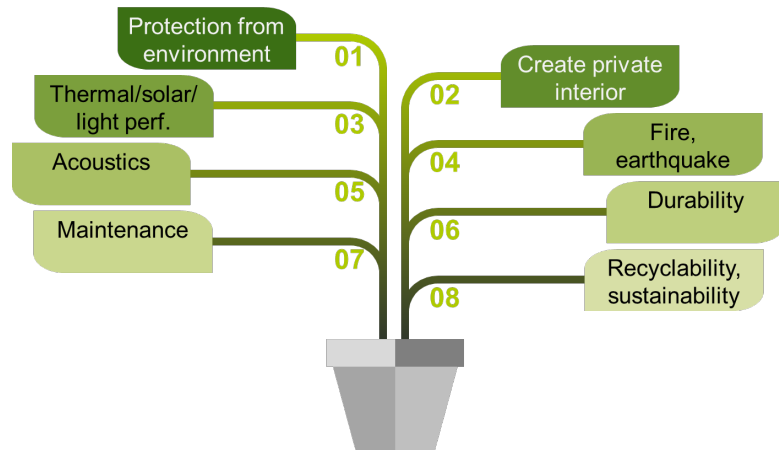 Protection from
environment
01
Create private
interior
02
Thermal/solar/
light perf.
03
Fire,
earthquake
04
Acoustics
05
Durability
06
Maintenance
07
Recyclability,
sustainability
08